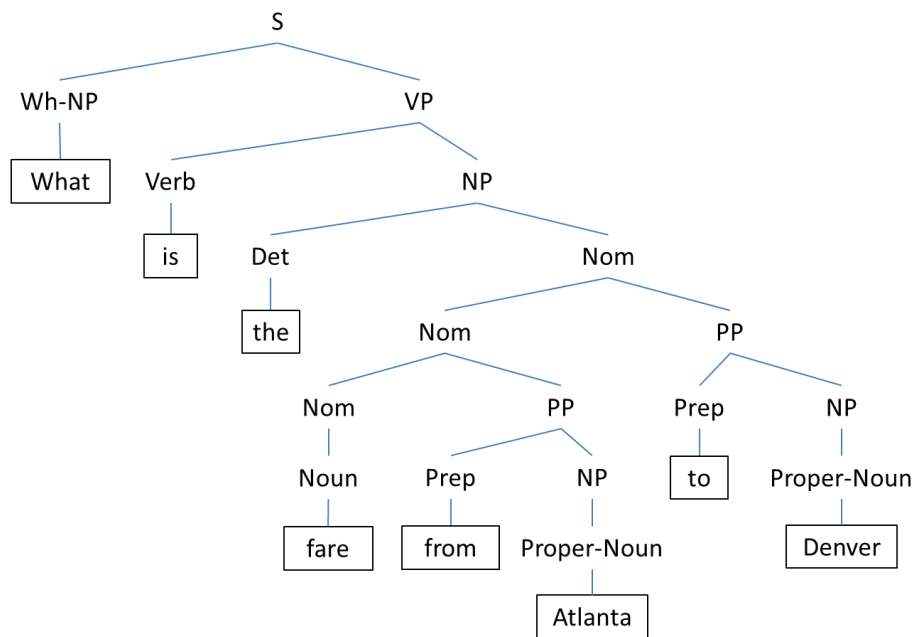 S
Wh-NP VP
What Verb NP
is Det Nom
the Nom PP
Nom PP Prep NP
Noun Prep NP to Proper-Noun
fare from Proper-Noun Denver
Atlanta